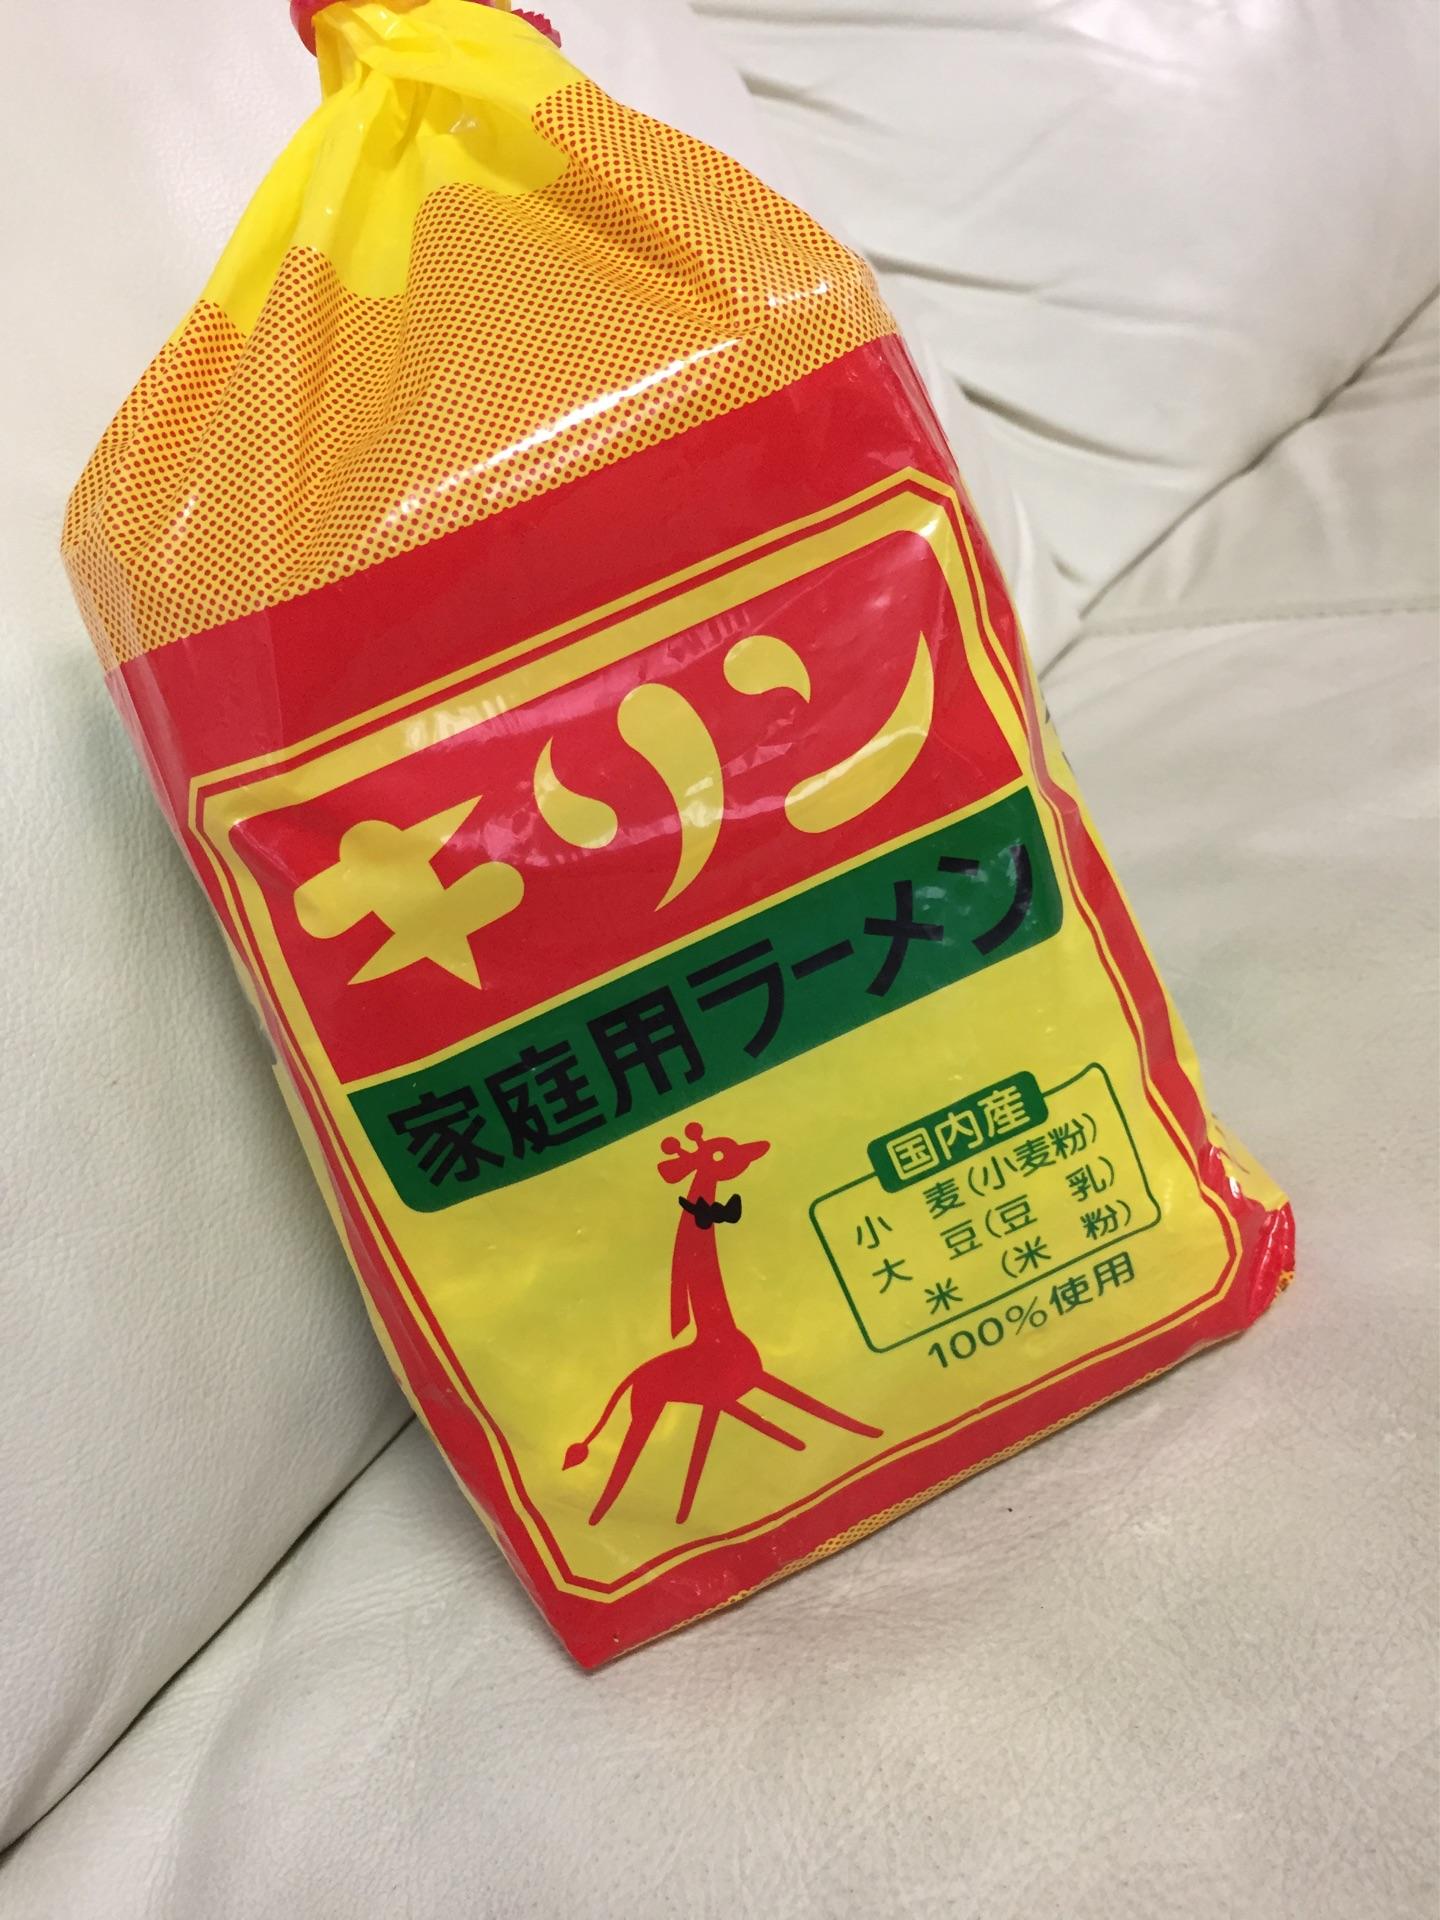 キリン
家庭用ラーメン
国内産
小麦(小麦粉)
大豆(豆乳)
米(米粉)
100%使用